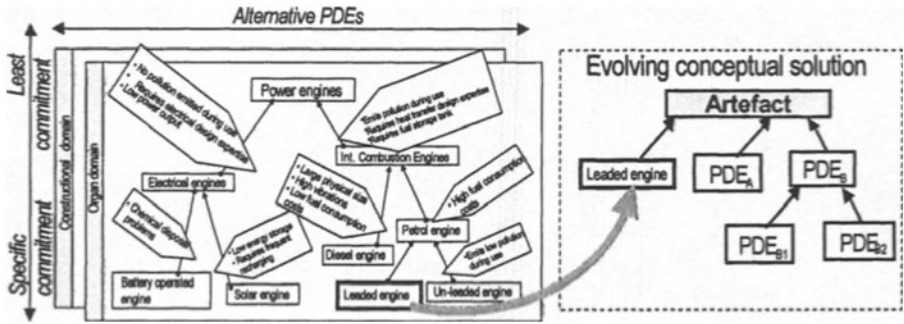 Alternative PDEs
Least
commitment
Specific
commitment
Constructional domain
Organ domain
• No pollution emitted during use
• Requires electrical design expertise
• Low power output
Power engines
• Emits pollution during use
• Requires heat transfer design expertise
• Requires fuel storage tank
Int. Combustion Engines
Electrical engines
• Large physical size
• High vibrations
• Low fuel consumption
costs
• High fuel consumption
costs
• Chemical disposal
problems
• Low energy storage
• Requires frequent
recharging
Diesel engine
Petrol engine
• Emits low pollution
during use
Battery operated
engine
Solar engine
Leaded engine
Un-leaded engine
Evolving conceptual solution
Artefact
Leaded engine
PDE_A
PDE_B
PDE_B1
PDE_B2